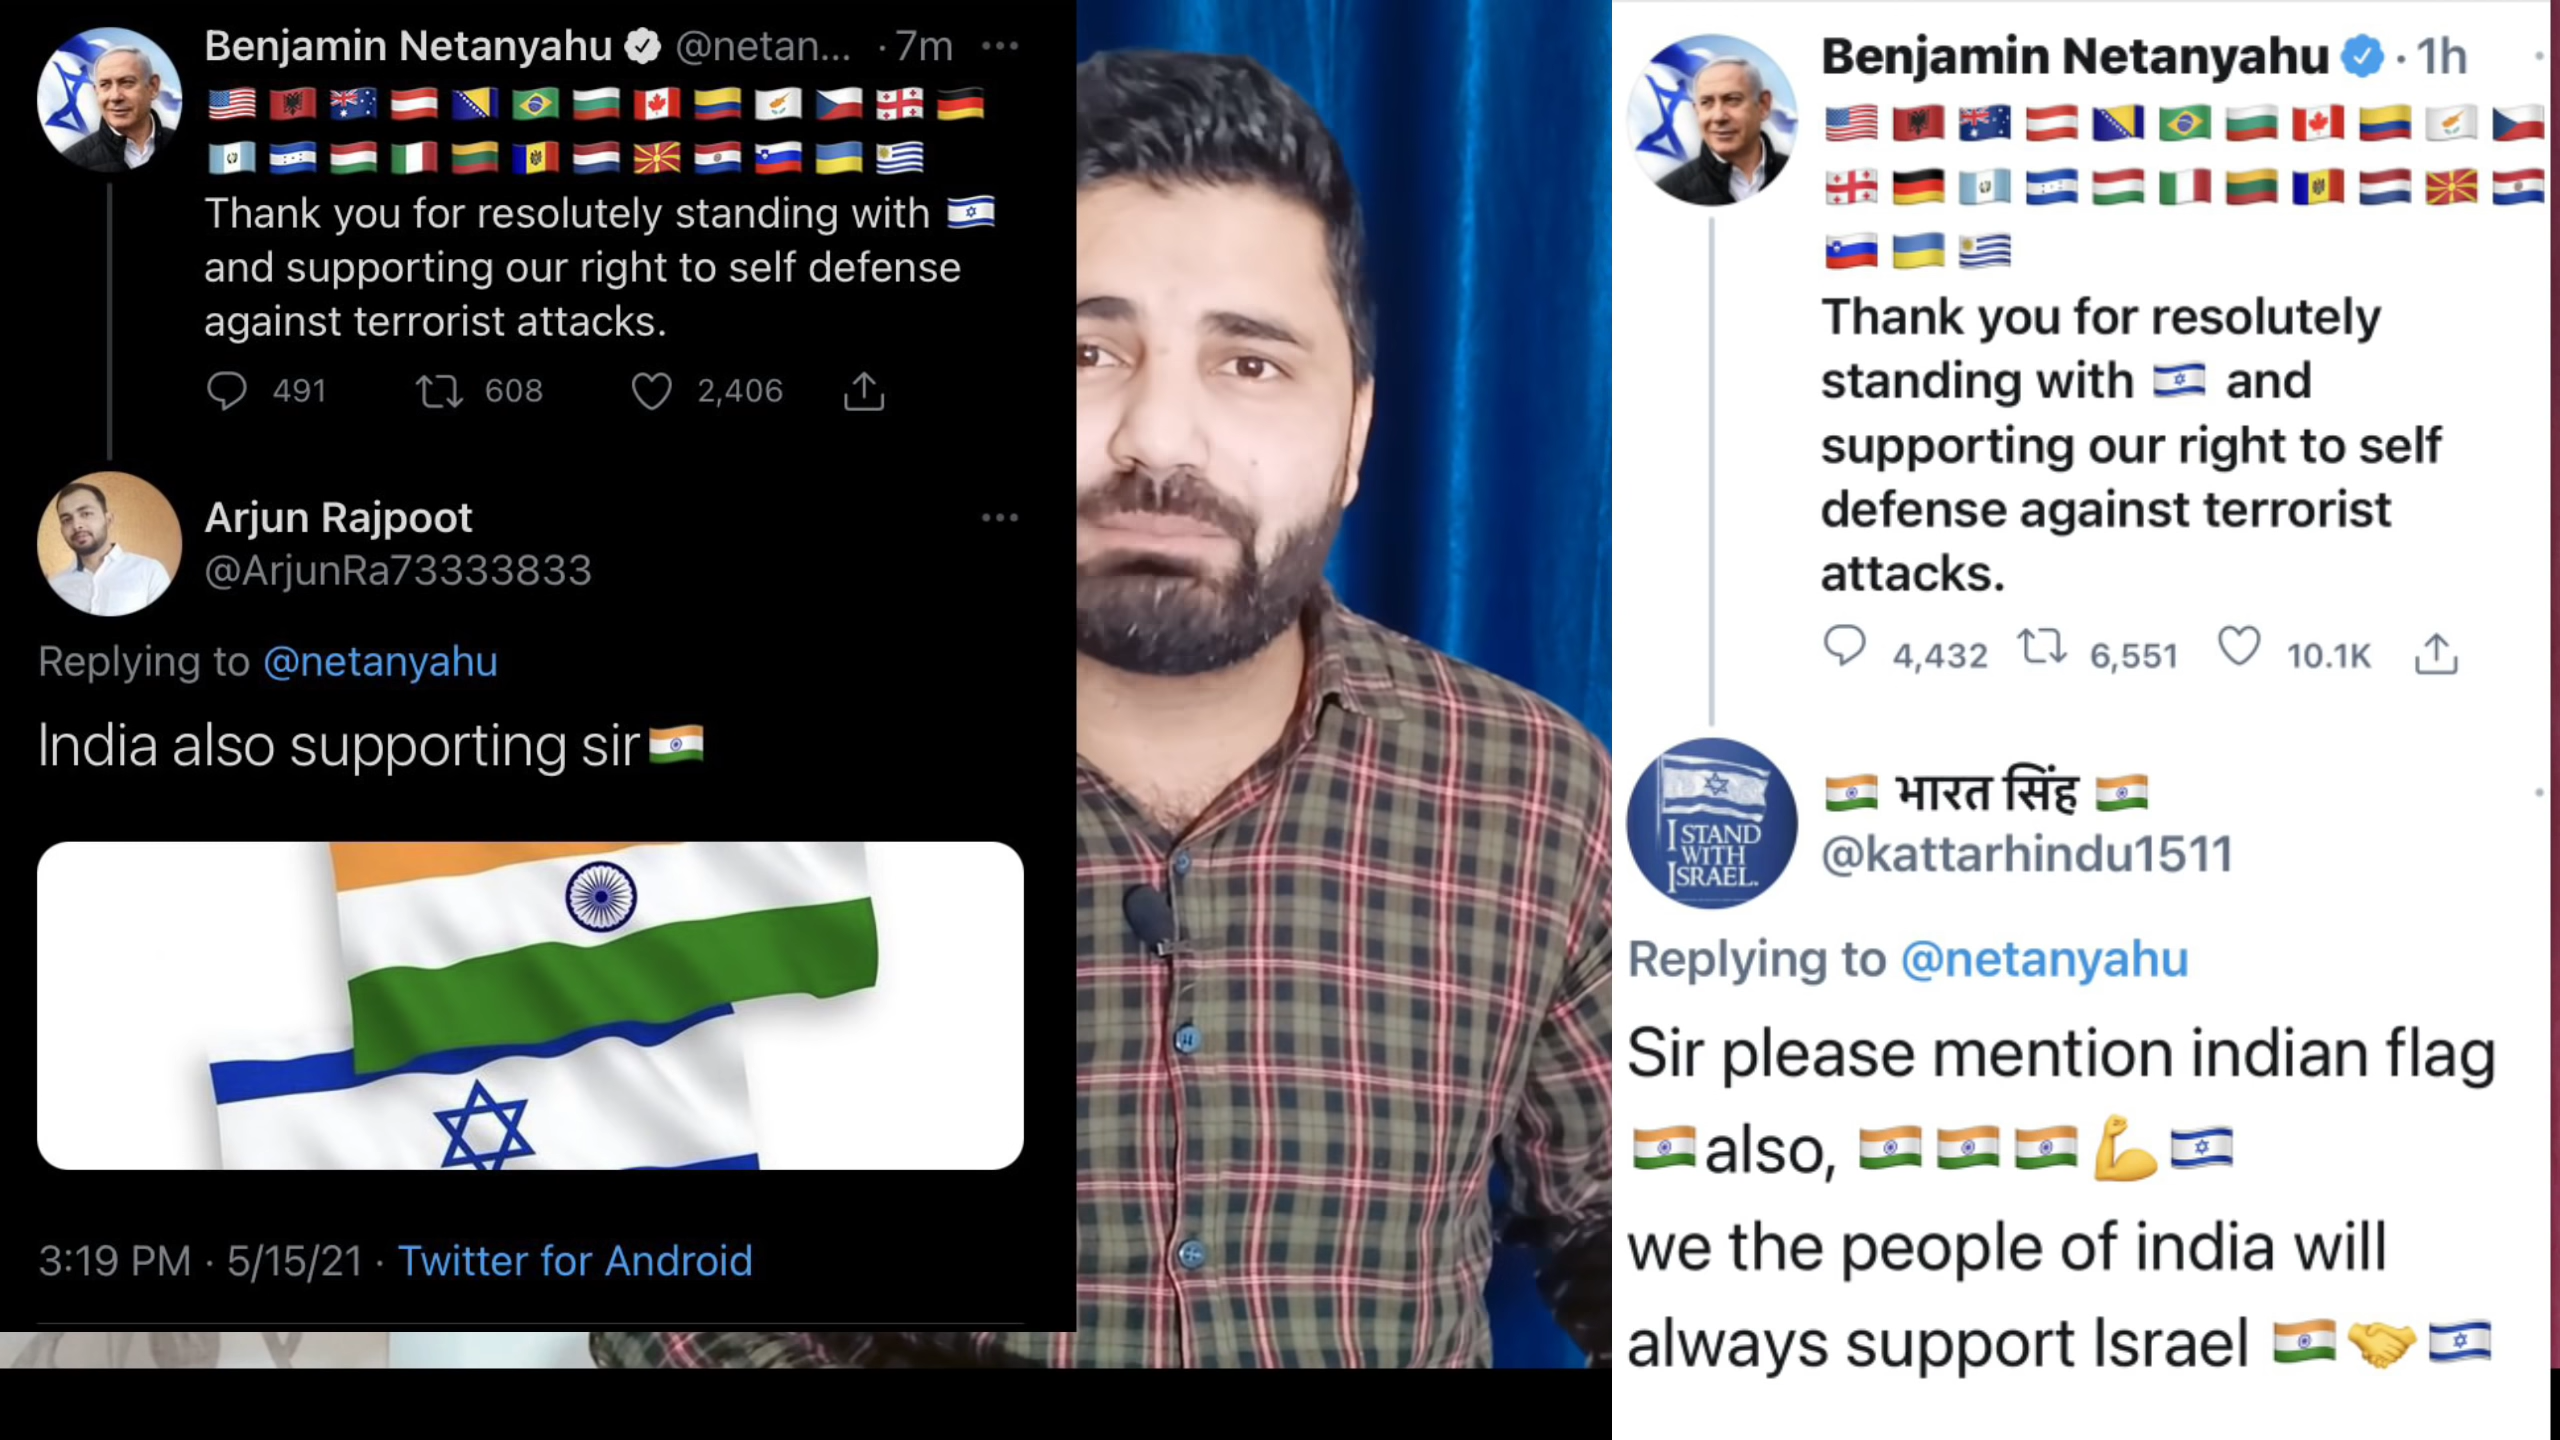 Benjamin Netanyahu @netan... · 7m
🇺🇸 🇦🇱 🇦🇺 🇦🇹 🇧🇦 🇧🇷 🇧🇬 🇨🇦 🇨🇴 🇨🇾 🇨🇿 🇬🇪 🇩🇪
🇬🇹 🇭🇳 🇭🇺 🇮🇹 🇱🇹 🇲🇩 🇳🇱 🇲🇰 🇵🇾 🇸🇮 🇺🇦 🇺🇾
Thank you for resolutely standing with 🇮🇱
and supporting our right to self defense
against terrorist attacks.
491 608 2,406
Arjun Rajpoot
@ArjunRa73333833
Replying to @netanyahu
India also supporting sir🇮🇳
3:19 PM · 5/15/21 · Twitter for Android
Benjamin Netanyahu · 1h
🇺🇸 🇦🇱 🇦🇺 🇦🇹 🇧🇦 🇧🇷 🇧🇬 🇨🇦 🇨🇴 🇨🇾 🇨🇿
🇬🇪 🇩🇪 🇬🇹 🇭🇳 🇭🇺 🇮🇹 🇱🇹 🇲🇩 🇳🇱 🇲🇰 🇵🇾
🇸🇮 🇺🇦 🇺🇾
Thank you for resolutely
standing with 🇮🇱 and
supporting our right to self
defense against terrorist
attacks.
4,432 6,551 10.1K
I STAND
WITH
ISRAEL.
🇮🇳 भारत सिंह 🇮🇳
@kattarhindu1511
Replying to @netanyahu
Sir please mention indian flag
🇮🇳also, 🇮🇳 🇮🇳 🇮🇳 💪 🇮🇱
we the people of india will
always support Israel 🇮🇳 🤝 🇮🇱